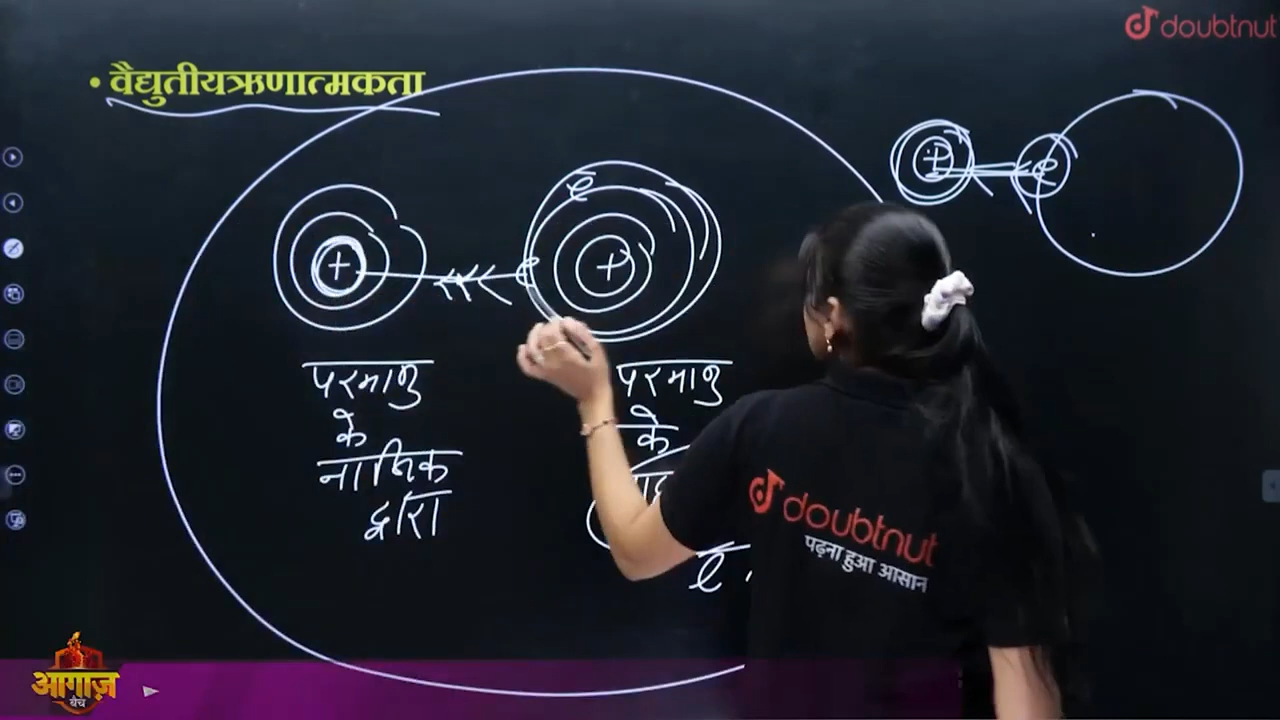 doubtnut
• वैद्युतीयऋणात्मकता
+ e
e
+ e +
परमाणु
के
नाभिक
द्वारा
परमाणु
के
e
doubtnut
पढ़ना हुआ आसान
आगाज़
बैच